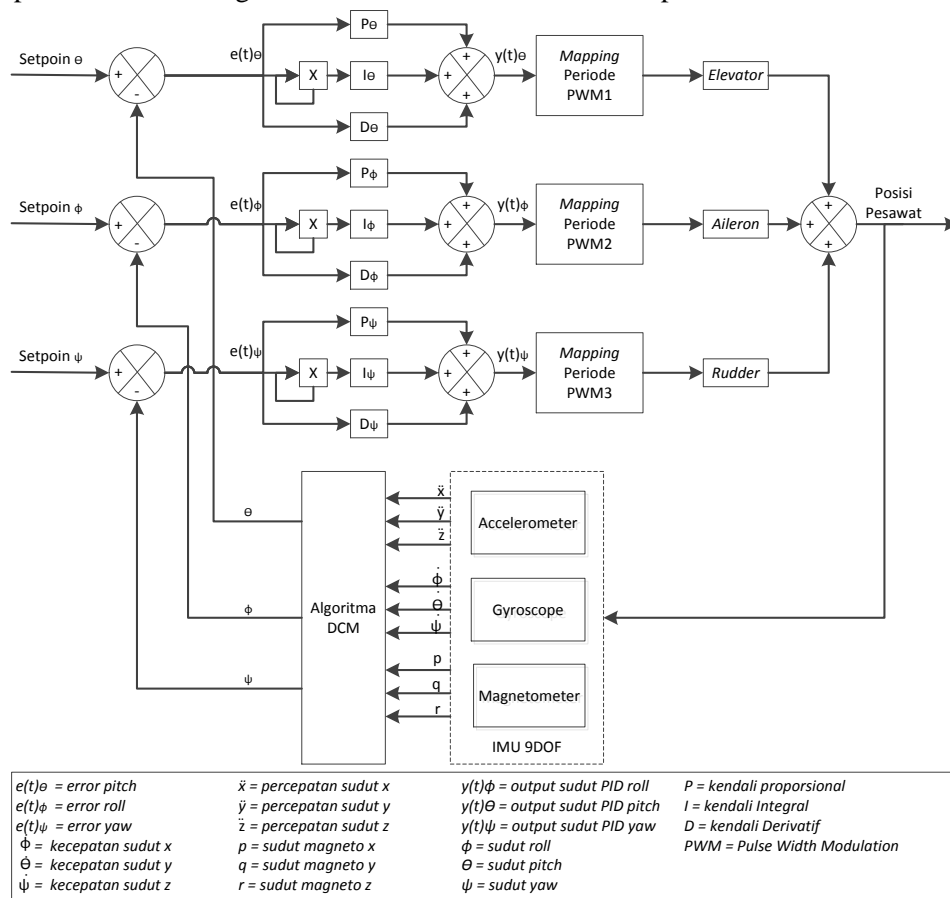 Setpoin ɵ
+
-
e(t)ɵ
X
Pɵ
Iɵ
Dɵ
+
+
+
y(t)ɵ
Mapping
Periode
PWM1
Elevator
Setpoin ϕ
+
-
e(t)ϕ
X
Pϕ
Iϕ
Dϕ
+
+
+
y(t)ϕ
Mapping
Periode
PWM2
Aileron
+
+
+
Posisi
Pesawat
Setpoin ψ
+
-
e(t)ψ
X
Pψ
Iψ
Dψ
+
+
+
y(t)ψ
Mapping
Periode
PWM3
Rudder
ɵ
ϕ
ψ
Algoritma
DCM
ẍ
ÿ
z̈
ϕ̇
ɵ̇
ψ̇
p
q
r
Accelerometer
Gyroscope
Magnetometer
IMU 9DOF
e(t)ɵ = error pitch
e(t)ϕ = error roll
e(t)ψ = error yaw
ϕ̇ = kecepatan sudut x
ɵ̇ = kecepatan sudut y
ψ̇ = kecepatan sudut z
ẍ = percepatan sudut x
ÿ = percepatan sudut y
z̈ = percepatan sudut z
p = sudut magneto x
q = sudut magneto y
r = sudut magneto z
y(t)ϕ = output sudut PID roll
y(t)ɵ = output sudut PID pitch
y(t)ψ = output sudut PID yaw
ϕ = sudut roll
ɵ = sudut pitch
ψ = sudut yaw
P = kendali proporsional
I = kendali Integral
D = kendali Derivatif
PWM = Pulse Width Modulation